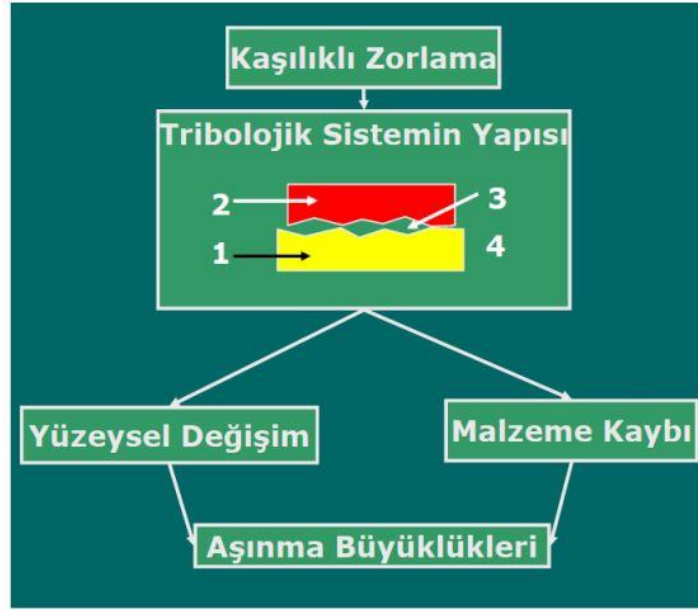 Kaşılıklı Zorlama
Tribolojik Sistemin Yapısı
2
3
1
4
Yüzeysel Değişim
Malzeme Kaybı
Aşınma Büyüklükleri